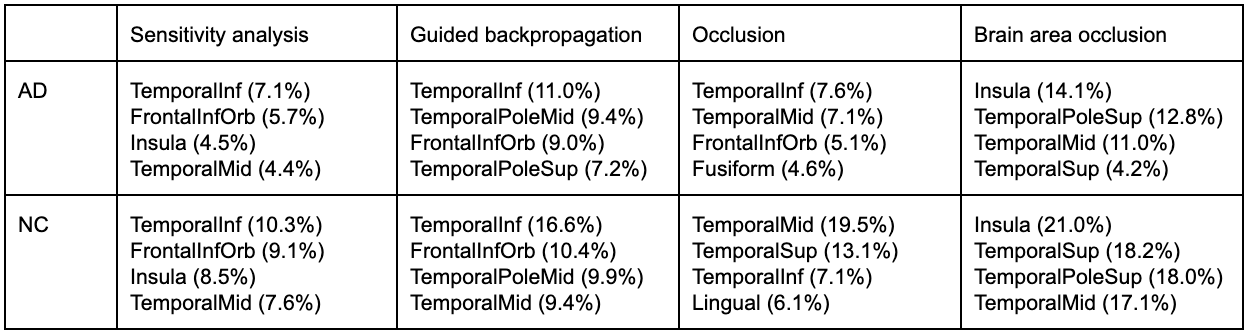 Sensitivity analysis Guided backpropagation Occlusion Brain area occlusion
AD TemporalInf (7.1%) TemporalInf (11.0%) TemporalInf (7.6%) Insula (14.1%)
FrontalInfOrb (5.7%) TemporalPoleMid (9.4%) TemporalMid (7.1%) TemporalPoleSup (12.8%)
Insula (4.5%) FrontalInfOrb (9.0%) FrontalInfOrb (5.1%) TemporalMid (11.0%)
TemporalMid (4.4%) TemporalPoleSup (7.2%) Fusiform (4.6%) TemporalSup (4.2%)
NC TemporalInf (10.3%) TemporalInf (16.6%) TemporalMid (19.5%) Insula (21.0%)
FrontalInfOrb (9.1%) FrontalInfOrb (10.4%) TemporalSup (13.1%) TemporalSup (18.2%)
Insula (8.5%) TemporalPoleMid (9.9%) TemporalInf (7.1%) TemporalPoleSup (18.0%)
TemporalMid (7.6%) TemporalMid (9.4%) Lingual (6.1%) TemporalMid (17.1%)